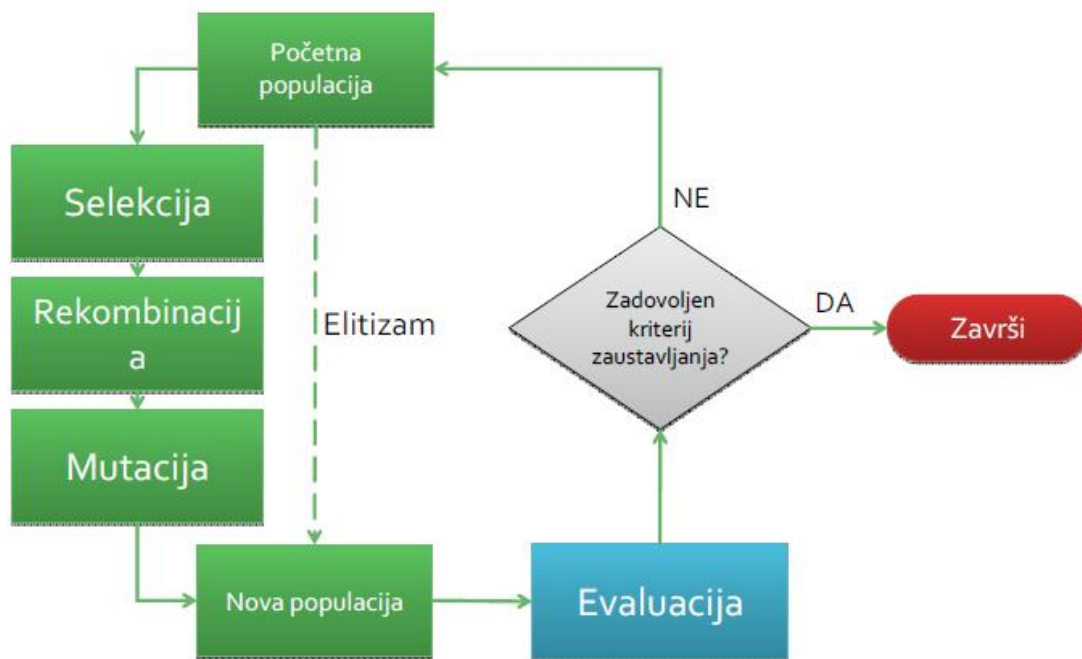 Početna
populacija
Selekcija
Rekombinacij
a
Mutacija
Elitizam
Nova populacija
Evaluacija
NE
Zadovoljen
kriterij
zaustavljanja?
DA
Završi